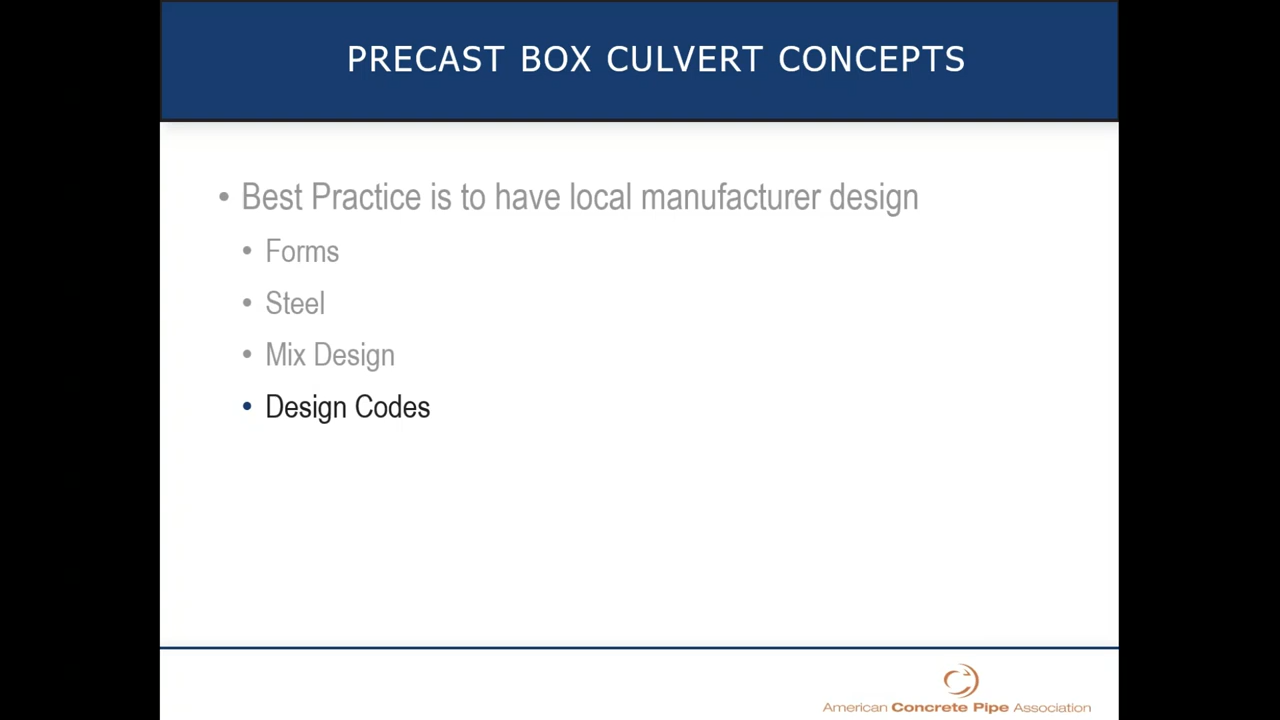 PRECAST BOX CULVERT CONCEPTS
• Best Practice is to have local manufacturer design
• Forms
• Steel
• Mix Design
• Design Codes
American Concrete Pipe Association